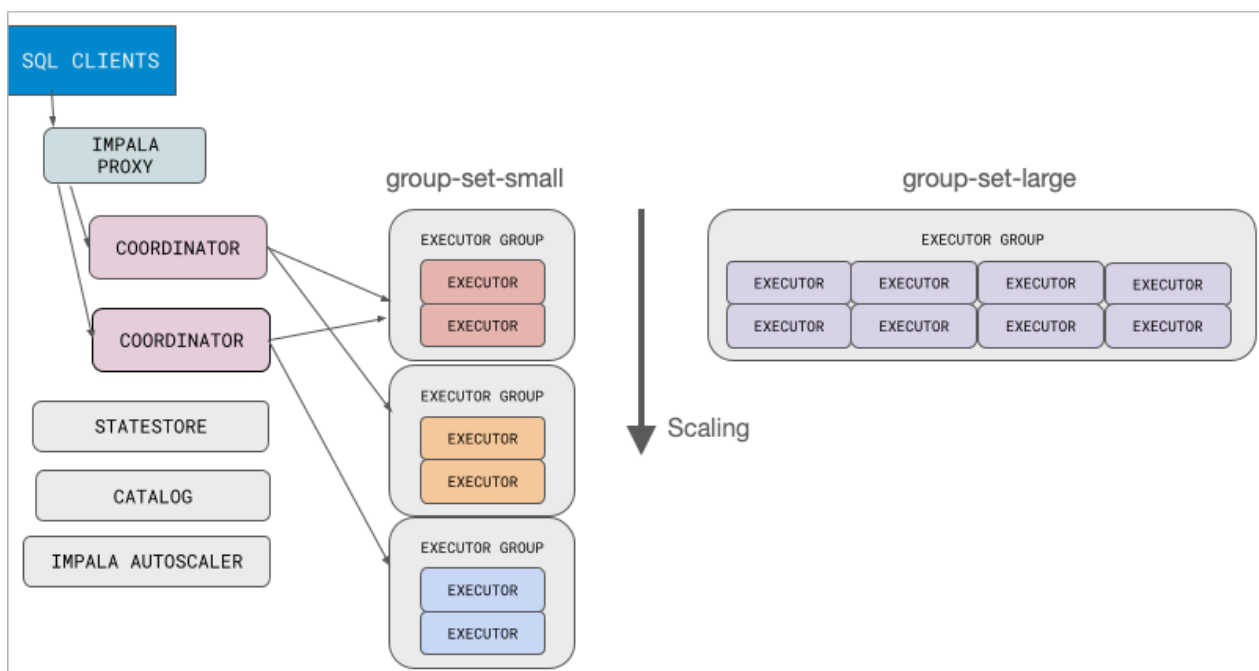 SQL CLIENTS
IMPALA
PROXY
COORDINATOR
COORDINATOR
STATESTORE
CATALOG
IMPALA AUTOSCALER
group-set-small
EXECUTOR GROUP
EXECUTOR
EXECUTOR
EXECUTOR GROUP
EXECUTOR
EXECUTOR
EXECUTOR GROUP
EXECUTOR
EXECUTOR
Scaling
group-set-large
EXECUTOR GROUP
EXECUTOR EXECUTOR EXECUTOR EXECUTOR
EXECUTOR EXECUTOR EXECUTOR EXECUTOR